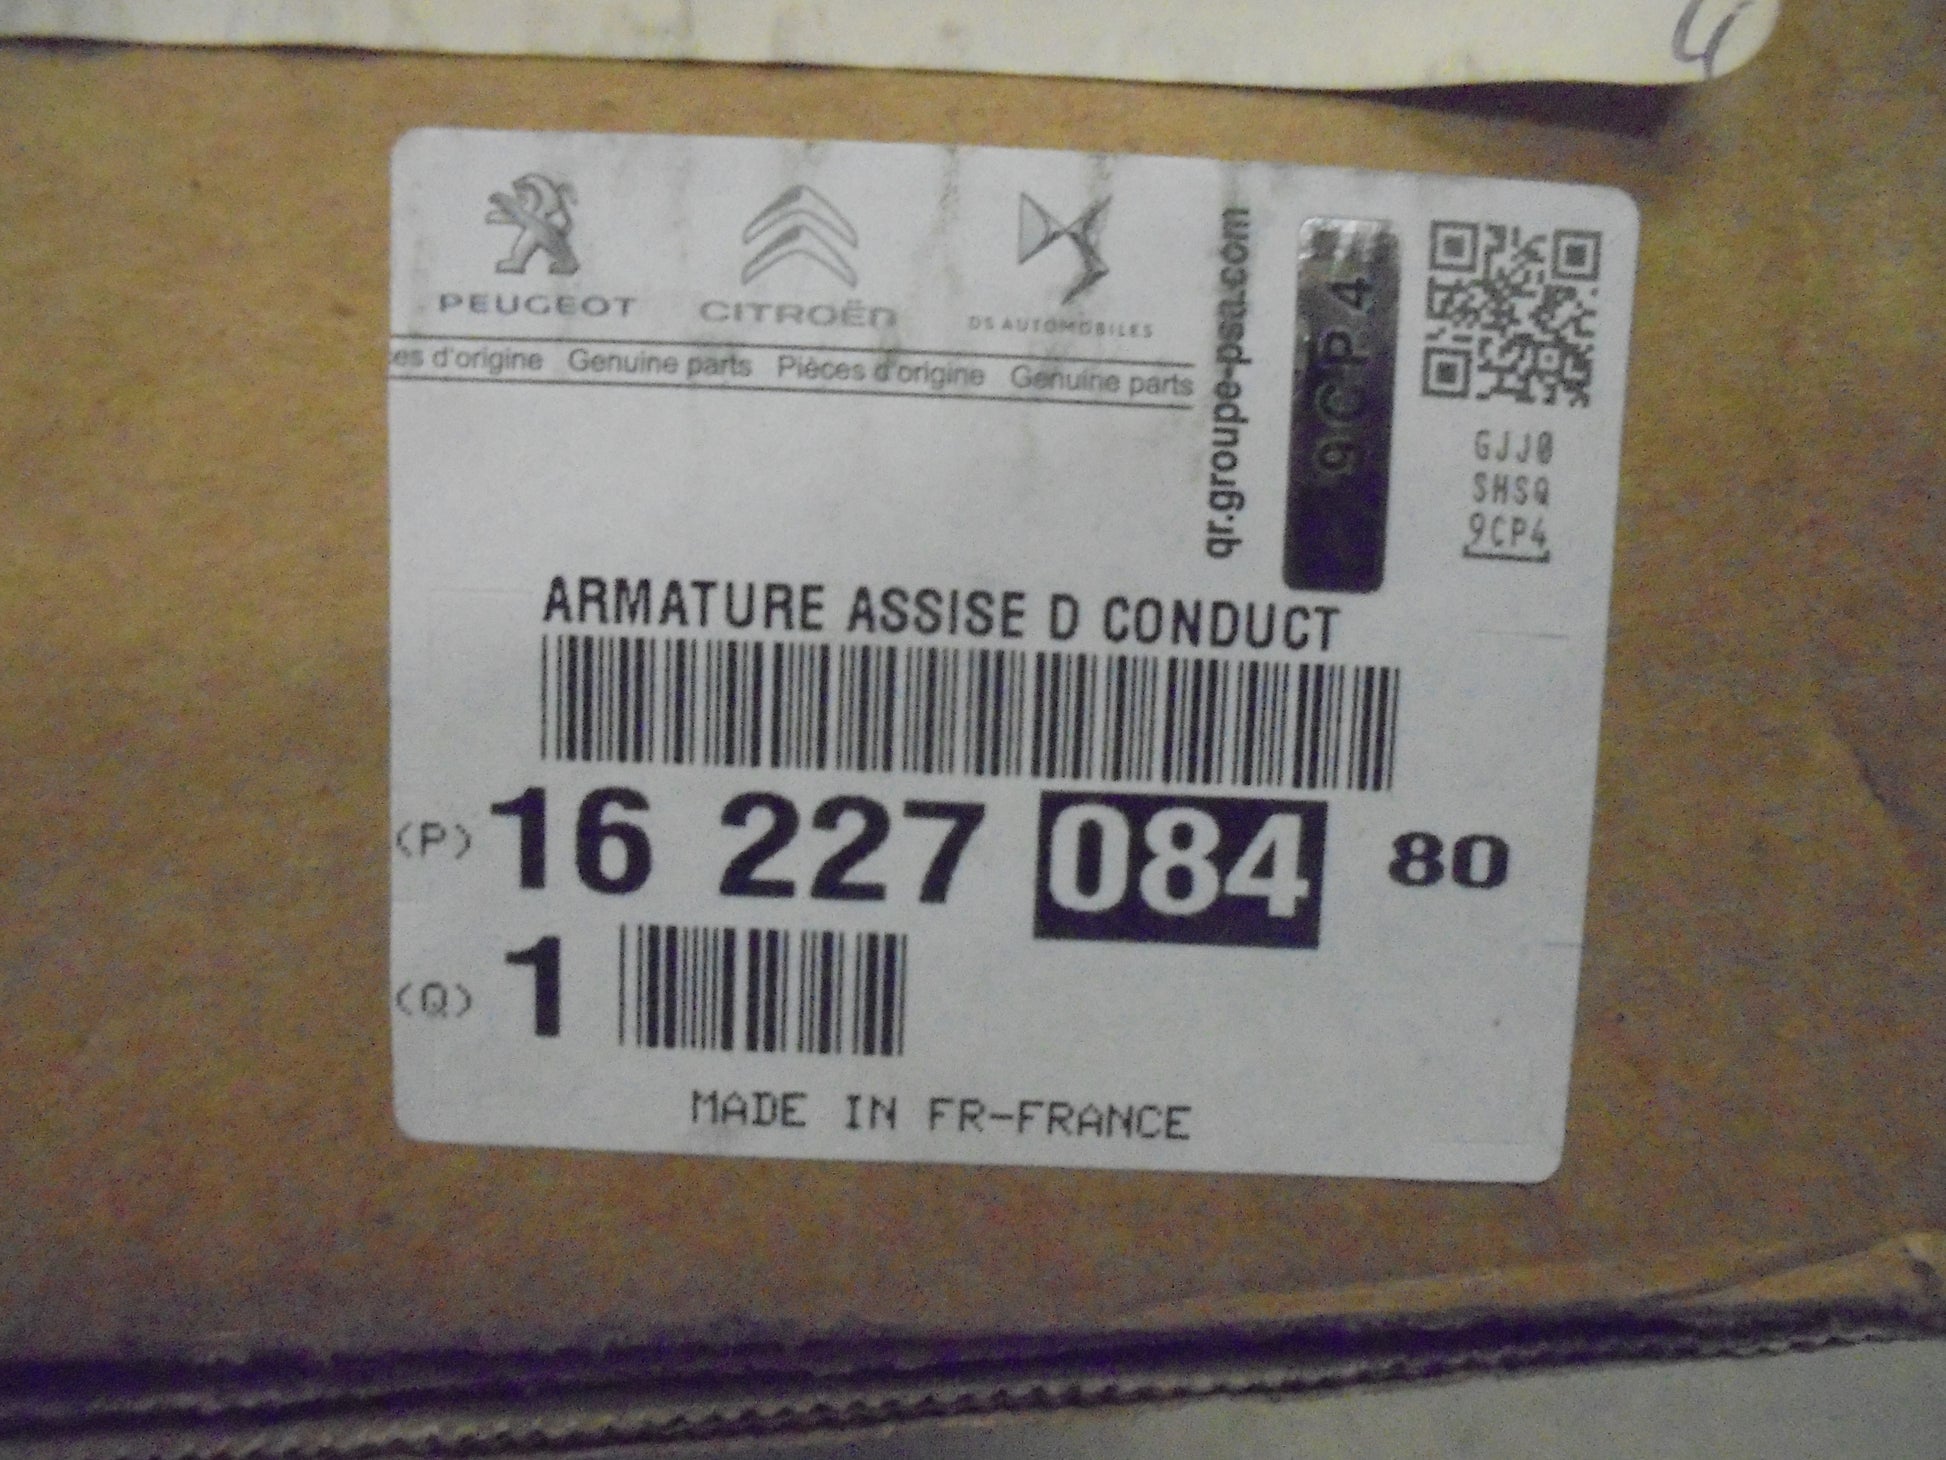 PEUGEOT
CITROËN
DS AUTOMOBILES
es d'origine Genuine parts Pièces d'origine Genuine parts
qr.groupe-psa.com
9CP4
GJJ0
SHSQ
9CP4
ARMATURE ASSISE D CONDUCT
(P) 16 227 084 80
(Q) 1
MADE IN FR-FRANCE